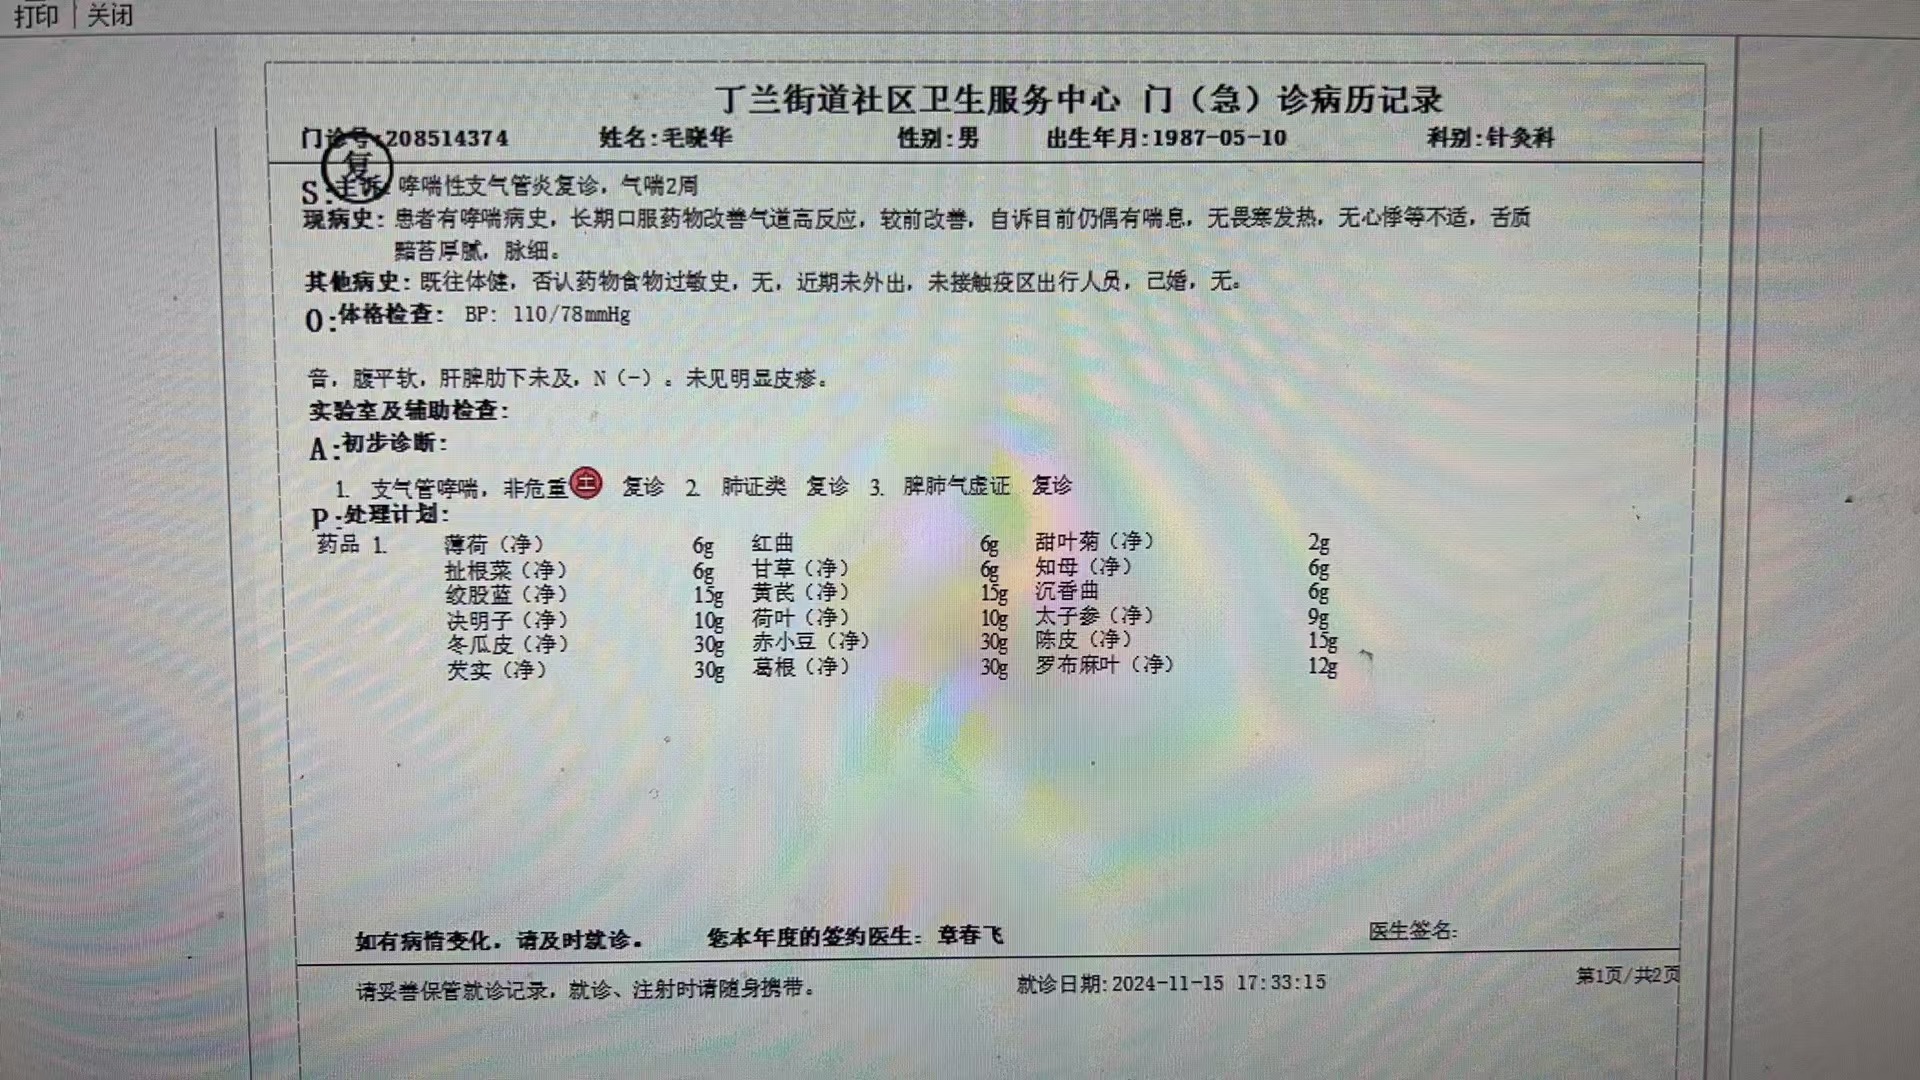 打印 关闭
丁兰街道社区卫生服务中心 门（急）诊病历记录
门诊号:208514374 姓名:毛晓华 性别:男 出生年月:1987-05-10 科别:针灸科
复
S:主诉: 哮喘性支气管炎复诊，气喘2周
现病史: 患者有哮喘病史，长期口服药物改善气道高反应，较前改善，自诉目前仍偶有喘息，无畏寒发热，无心悸等不适，舌质
黯苔厚腻，脉细。
其他病史: 既往体健，否认药物食物过敏史，无，近期未外出，未接触疫区出行人员，己婚，无。
O:体格检查: BP: 110/78mmHg
音，腹平软，肝脾肋下未及，N（-）。未见明显皮疹。
实验室及辅助检查:
A:初步诊断:
1. 支气管哮喘，非危重 主 复诊 2. 肺证类 复诊 3. 脾肺气虚证 复诊
P:处理计划:
药品 1. 薄荷（净） 6g 红曲 6g 甜叶菊（净） 2g
扯根菜（净） 6g 甘草（净） 6g 知母（净） 6g
绞股蓝（净） 15g 黄芪（净） 15g 沉香曲 6g
决明子（净） 10g 荷叶（净） 10g 太子参（净） 9g
冬瓜皮（净） 30g 赤小豆（净） 30g 陈皮（净） 15g
芡实（净） 30g 葛根（净） 30g 罗布麻叶（净） 12g
如有病情变化，请及时就诊。 您本年度的签约医生: 章春飞 医生签名:
请妥善保管就诊记录，就诊、注射时请随身携带。 就诊日期:2024-11-15 17:33:15 第1页/共2页